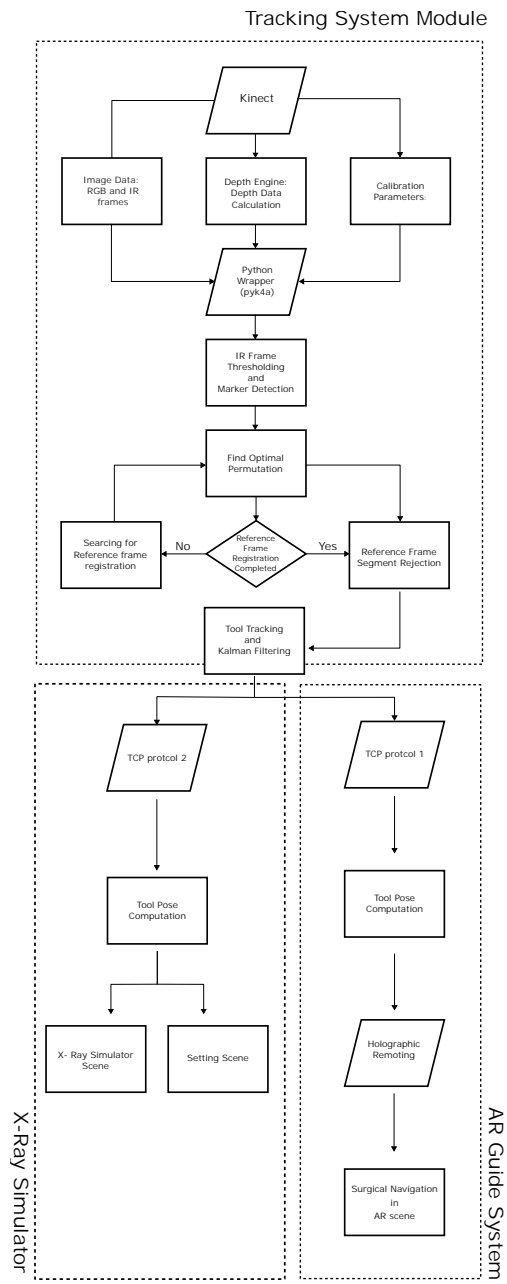 Tracking System Module
Kinect
Image Data:
RGB and IR
frames
Depth Engine:
Depth Data
Calculation
Calibration
Parameters:
Python
Wrapper
(pyk4a)
IR Frame
Thresholding
and
Marker Detection
Find Optimal
Permutation
Searcing for
Reference frame
registration
No
Reference
Frame
Registration
Completed
Yes
Reference Frame
Segment Rejection
Tool Tracking
and
Kalman Filtering
TCP protcol 2
TCP protcol 1
Tool Pose
Computation
Tool Pose
Computation
X- Ray Simulator
Scene
Setting Scene
Holographic
Remoting
Surgical Navigation
in
AR scene
X-Ray Simulator
AR Guide System